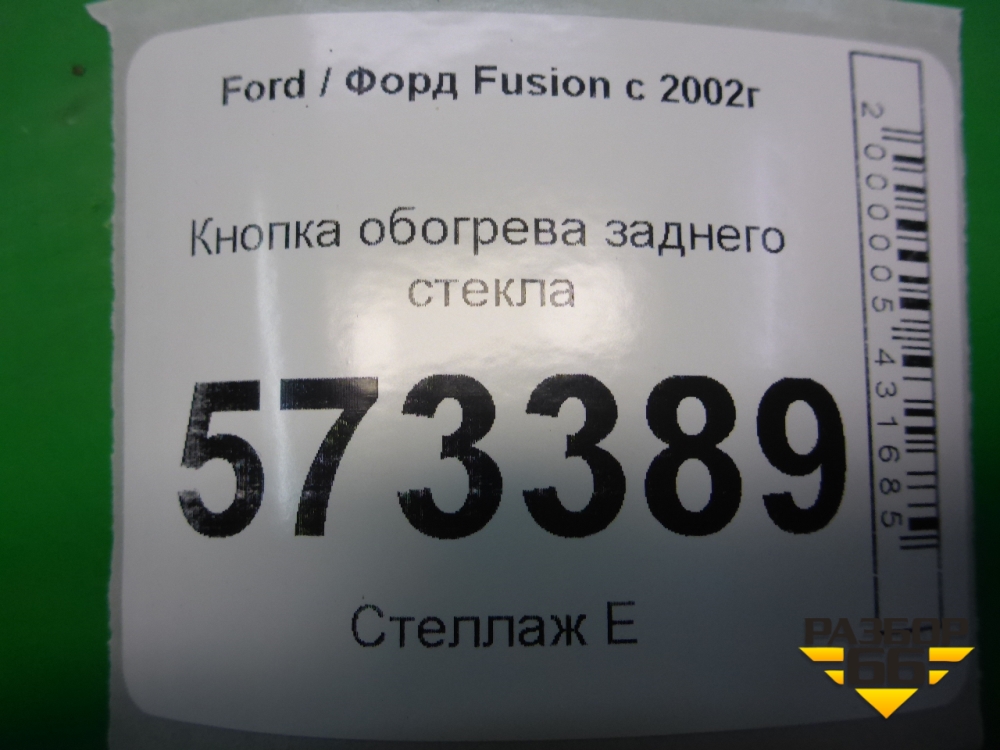 Ford / Форд Fusion с 2002г
Кнопка обогрева заднего
стекла
573389
Стеллаж Е
2000005431685
РАЗБОР
66